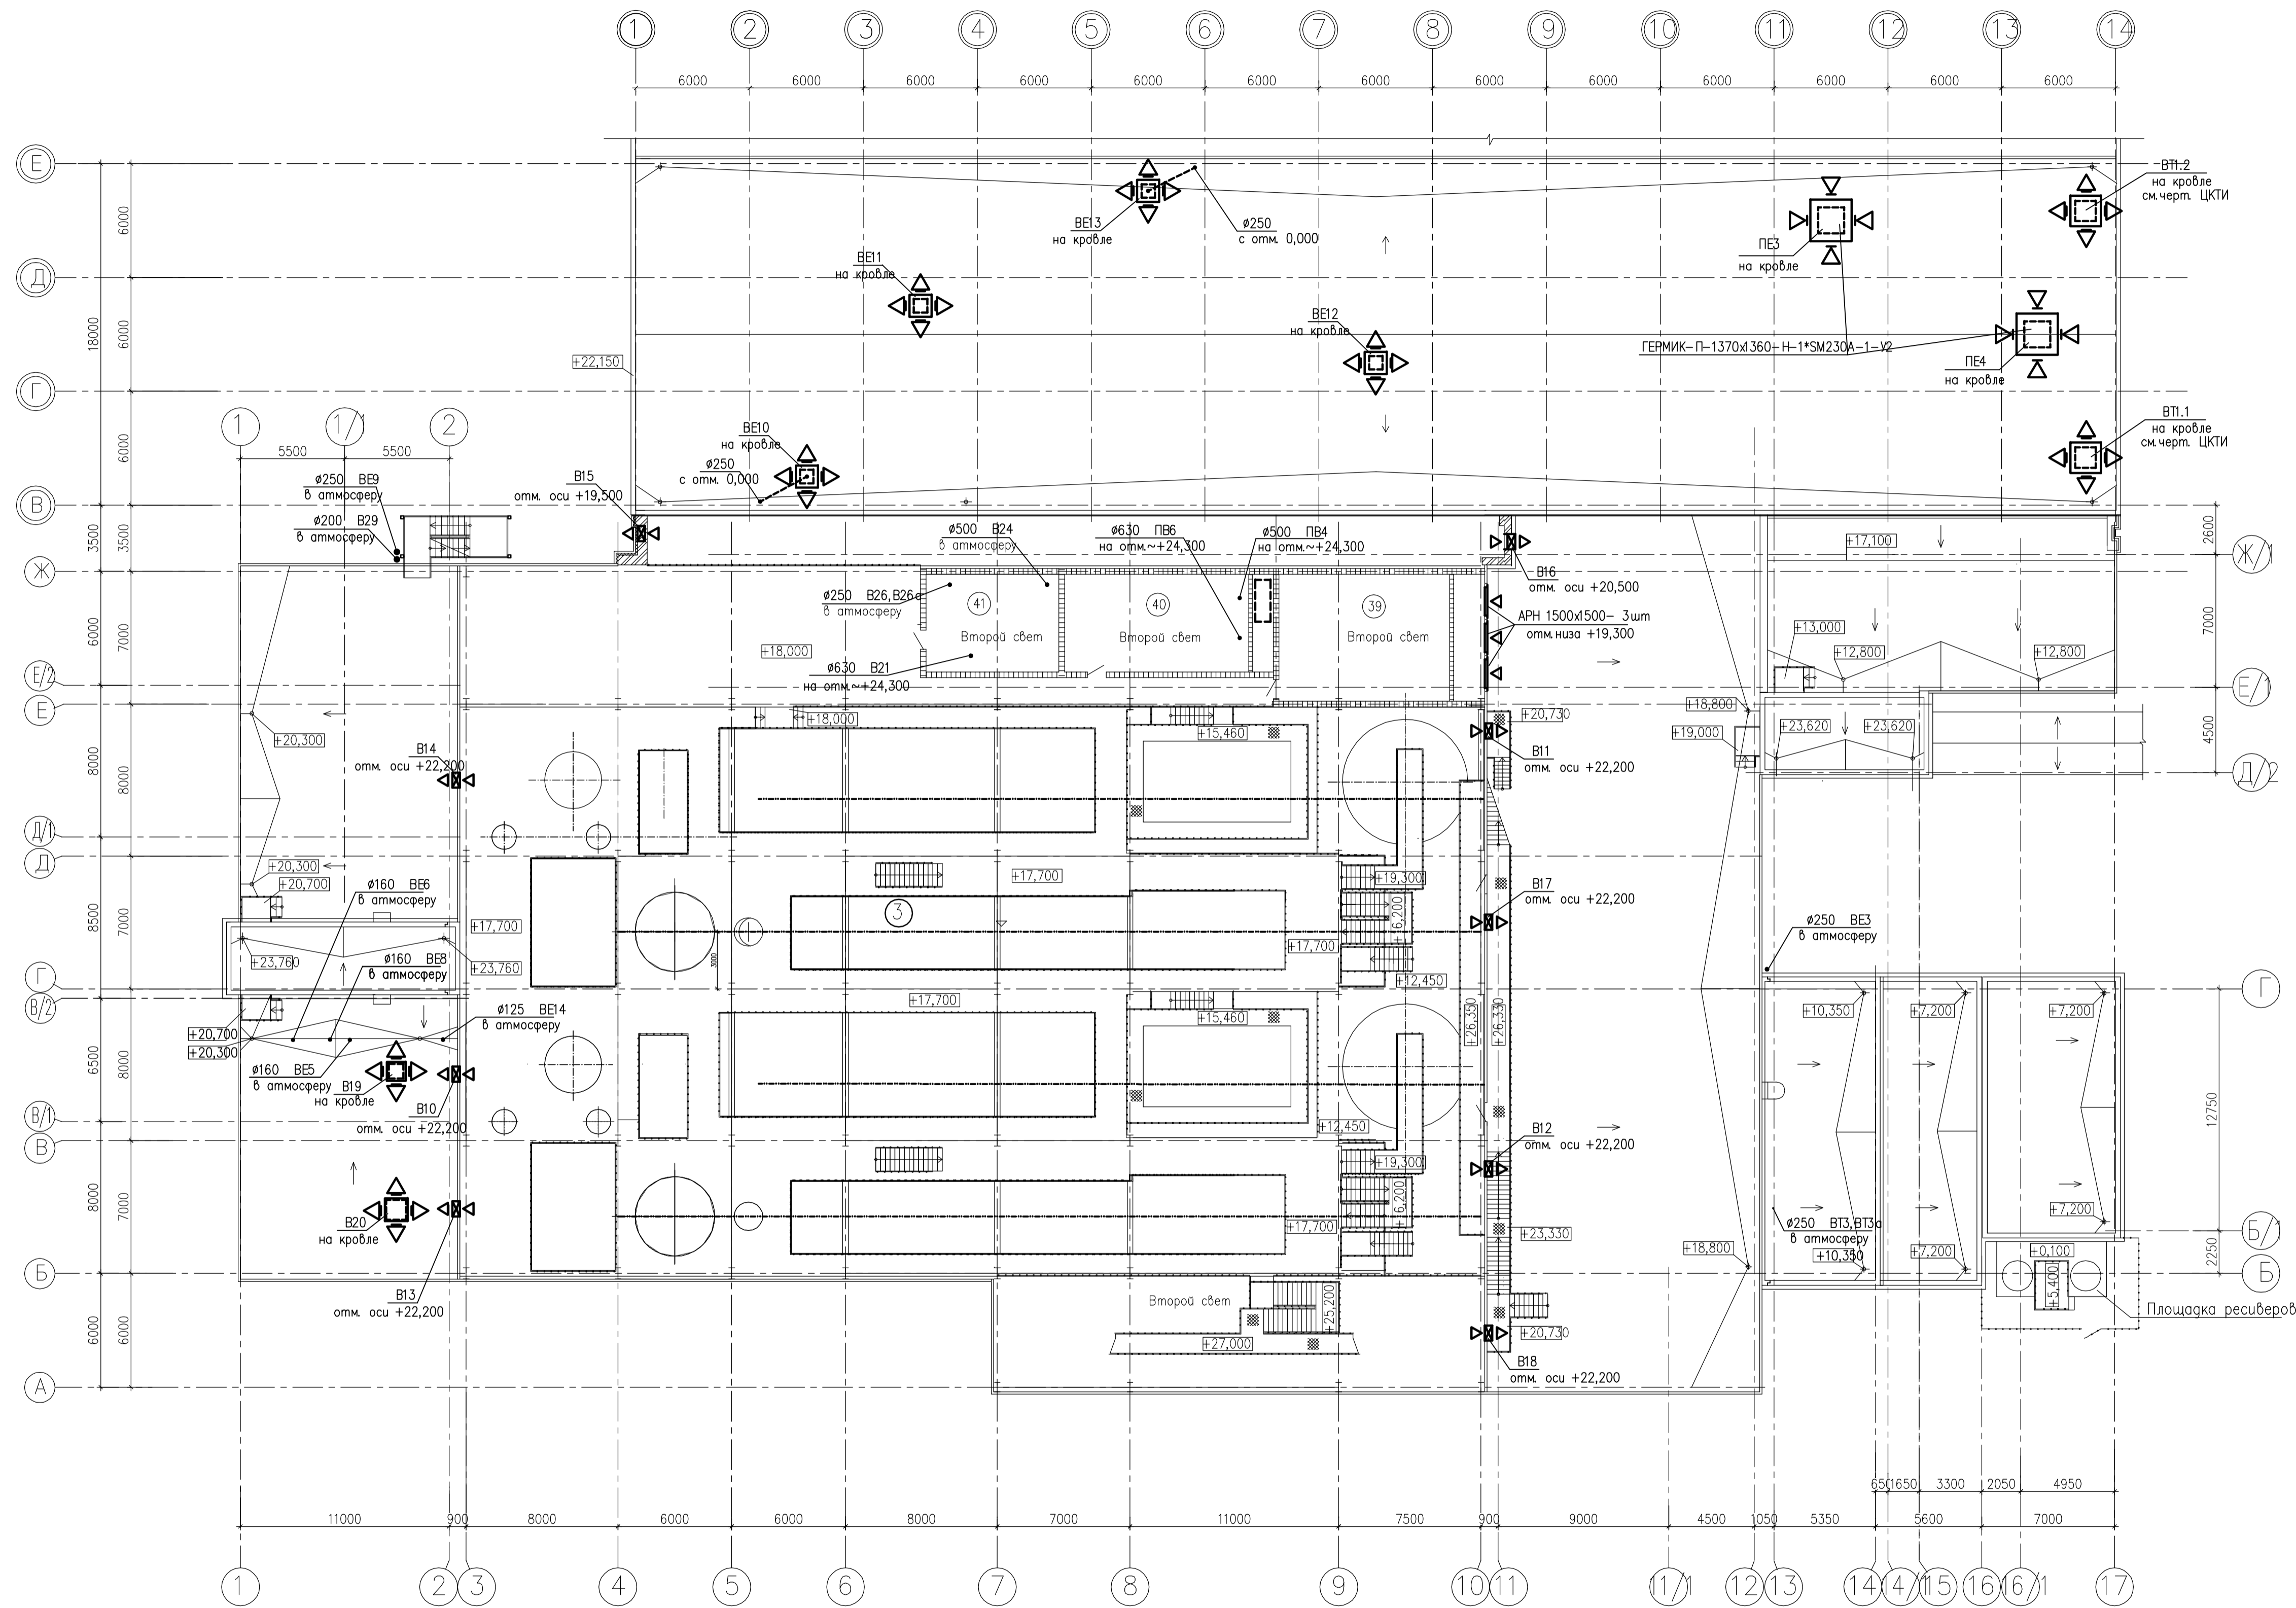 1 2 3 4 5 6 7 8 9 10 11 12 13 14
6000 6000 6000 6000 6000 6000 6000 6000 6000 6000 6000 6000 6000
Е
Д
Г
В
Ж
Е/2
Е
Д/1
Д
Г
В/2
В/1
В
Б
А
18000
3500
6000
8000
8500
6500
8000
6000
6000
6000
6000
3500
7000
8000
7000
8000
7000
6000
1 1/1 2
5500 5500
ВТ1.2
на кровле
см.черт. ЦКТИ
ВЕ13
на кровле
ø250
с отм. 0,000
ПЕ3
на кровле
ВЕ11
на кровле
ВЕ12
на кровле
ГЕРМИК-П-1370х1360-Н-1*SM230A-1-У2
ПЕ4
на кровле
+22,150
ВТ1.1
на кровле
см.черт. ЦКТИ
ВЕ10
на кровле
ø250
с отм. 0,000
В15
отм. оси +19,500
ø250 ВЕ9
в атмосферу
ø200 В29
в атмосферу
ø500 В24
в атмосферу
ø630 ПВ6
на отм.~+24,300
ø500 ПВ4
на отм.~+24,300
В16
отм. оси +20,500
+17,100
2600
Ж/1
7000
Е/1
4500
Д/2
ø250 В26,В26а
в атмосферу
41
Второй свет
40
Второй свет
39
Второй свет
АРН 1500х1500- 3шт
отм.низа +19,300
+18,000
ø630 В21
на отм.~+24,300
+13,000
+12,800
+12,800
+18,000
+15,460
+20,730
+18,800
+19,000
+23,620
+23,620
+20,300
В14
отм. оси +22,200
В11
отм. оси +22,200
+20,300
+20,700
ø160 ВЕ6
в атмосферу
+17,700
3
+19,300
+6,200
В17
отм. оси +22,200
ø250 ВЕ3
в атмосферу
+17,700
+23,760
ø160 ВЕ8
в атмосферу
+23,760
3000
+17,700
+12,450
+17,700
+15,460
+26,350
+26,330
ø125 ВЕ14
в атмосферу
+20,700
+20,300
ø160 ВЕ5
в атмосферу
В19
на кровле
В10
отм. оси +22,200
+10,350
+7,200
+7,200
Г
12750
Б/1
2250
Б
+12,450
+19,300
+6,200
В12
отм. оси +22,200
В20
на кровле
+17,700
+23,330
+18,800
ø250 ВТ3,ВТ3а
в атмосферу
+10,350
+7,200
+7,200
+0,100
+5,400
Площадка ресиверов
В13
отм. оси +22,200
Второй свет
+25,200
+27,000
+20,730
В18
отм. оси +22,200
650 1650 3300 2050 4950
11000 900 8000 6000 6000 8000 7000 11000 7500 900 9000 4500 1050 5350 5600 7000
1 2 3 4 5 6 7 8 9 10 11 11/1 12 13 14 14/1 15 16 16/1 17